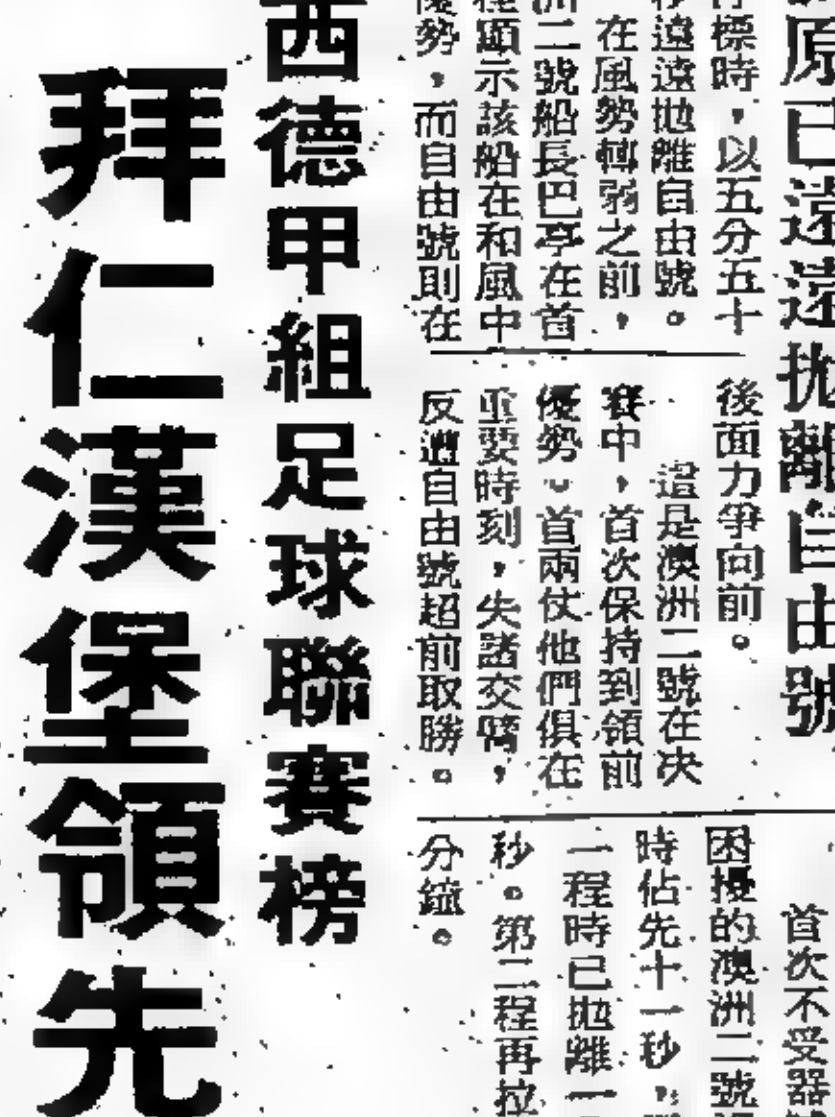 原已遠遠拋離自由號
標時，以五分五十
遠遠拋離自由號。
在風勢轉弱之前，
二號船長巴亭在首
顯示該船在和風中
勢，而自由號則在
後面力爭向前。
這是澳洲二號在決
賽中，首次保持到領前
優勢。首兩仗他們俱在
重要時刻，失諸交臂，
反遭自由號超前取勝。
首次不受器
困擾的澳洲二號
時佔先十一秒，
一程時已拋離一
秒。第二程再拉
分鐘。
西德甲組足球聯賽榜
拜仁漢堡領先